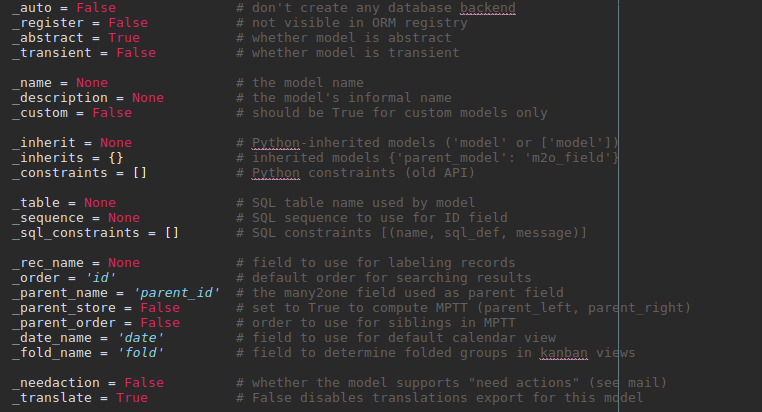 _auto = False # don't create any database backend
_register = False # not visible in ORM registry
_abstract = True # whether model is abstract
_transient = False # whether model is transient
_name = None # the model name
_description = None # the model's informal name
_custom = False # should be True for custom models only
_inherit = None # Python-inherited models ('model' or ['model'])
_inherits = {} # inherited models {'parent_model': 'm2o_field'}
_constraints = [] # Python constraints (old API)
_table = None # SQL table name used by model
_sequence = None # SQL sequence to use for ID field
_sql_constraints = [] # SQL constraints [(name, sql_def, message)]
_rec_name = None # field to use for labeling records
_order = 'id' # default order for searching results
_parent_name = 'parent_id' # the many2one field used as parent field
_parent_store = False # set to True to compute MPTT (parent_left, parent_right)
_parent_order = False # order to use for siblings in MPTT
_date_name = 'date' # field to use for default calendar view
_fold_name = 'fold' # field to determine folded groups in kanban views
_needaction = False # whether the model supports "need actions" (see mail)
_translate = True # False disables translations export for this model